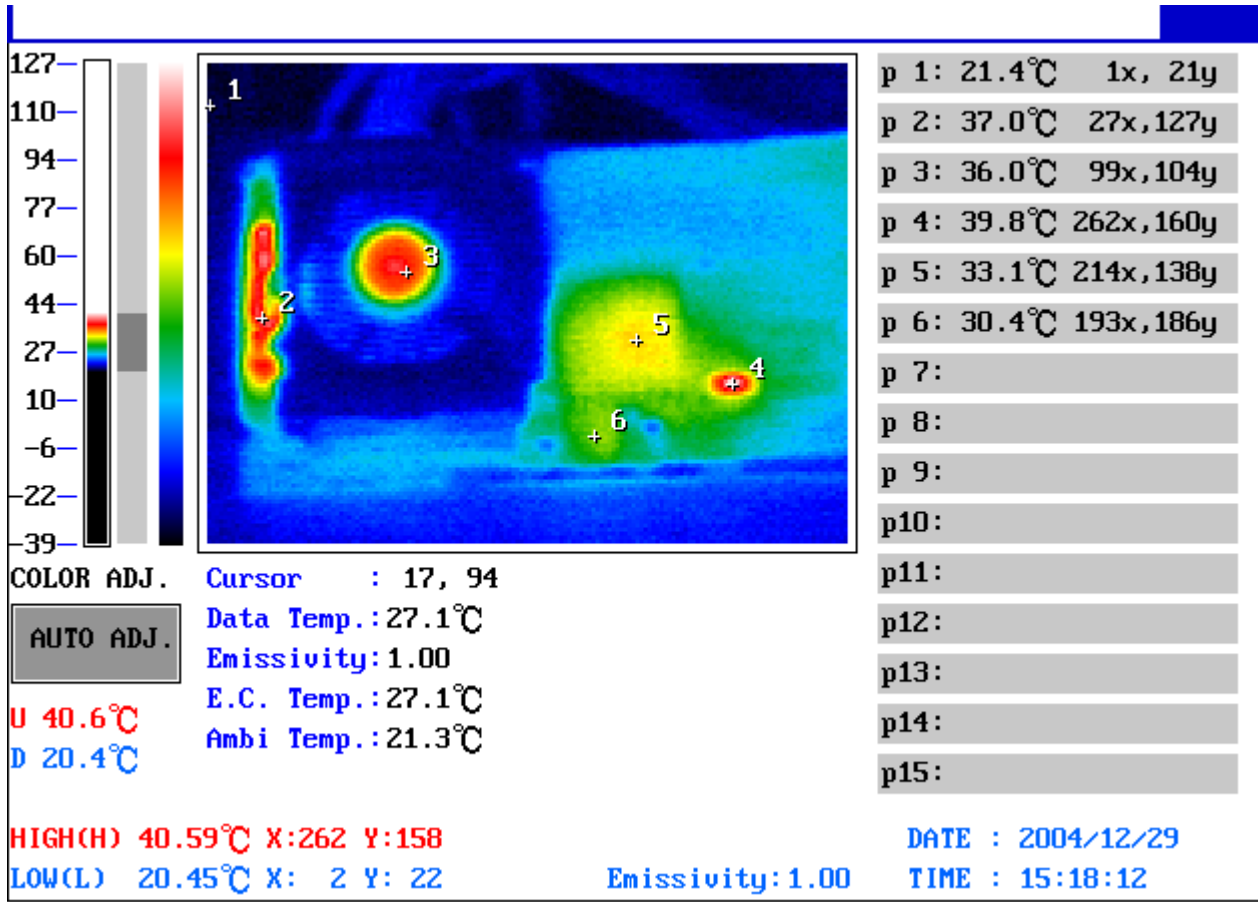 127
110
94
77
60
44
27
10
-6
-22
-39
COLOR ADJ.
AUTO ADJ.
U 40.6℃
D 20.4℃
1
2
3
5
4
6
Cursor : 17, 94
Data Temp.:27.1℃
Emissivity:1.00
E.C. Temp.:27.1℃
Ambi Temp.:21.3℃
p 1: 21.4℃ 1x, 21y
p 2: 37.0℃ 27x,127y
p 3: 36.0℃ 99x,104y
p 4: 39.8℃ 262x,160y
p 5: 33.1℃ 214x,138y
p 6: 30.4℃ 193x,186y
p 7:
p 8:
p 9:
p10:
p11:
p12:
p13:
p14:
p15:
HIGH(H) 40.59℃ X:262 Y:158
LOW(L) 20.45℃ X: 2 Y: 22
Emissivity:1.00
DATE : 2004/12/29
TIME : 15:18:12